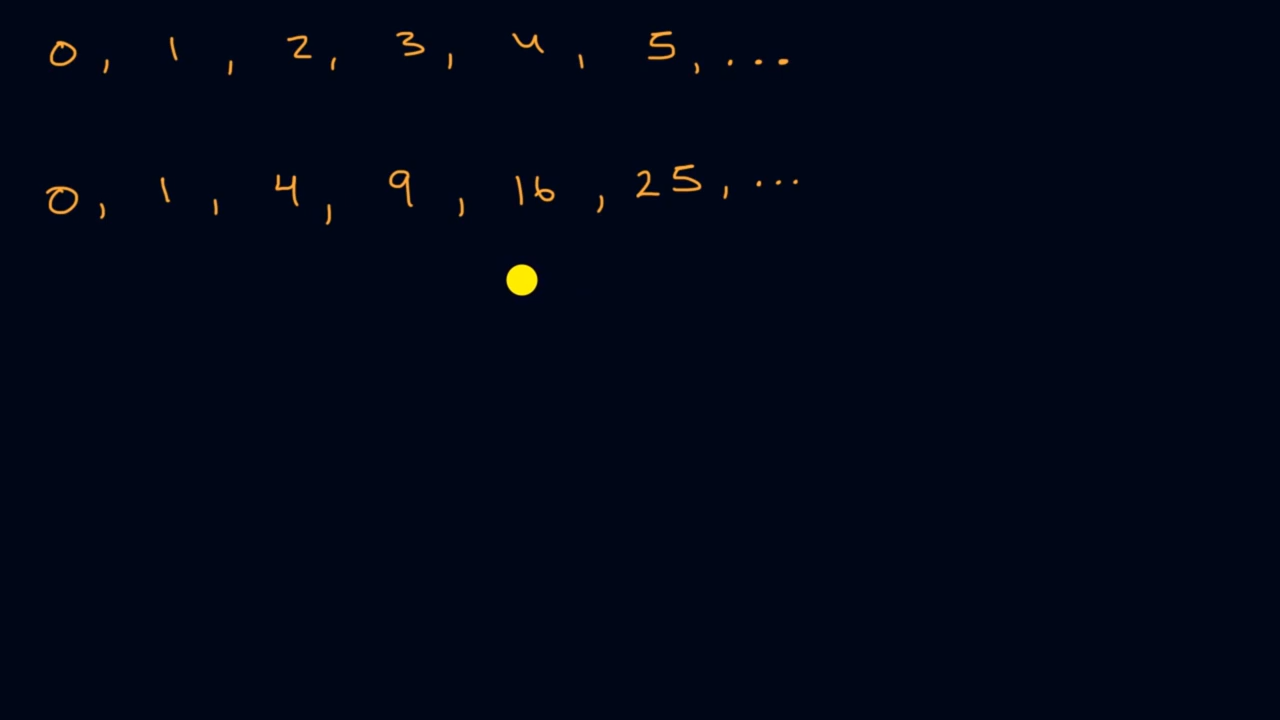 0, 1, 2, 3, 4, 5, ...
0, 1, 4, 9, 16, 25, ...